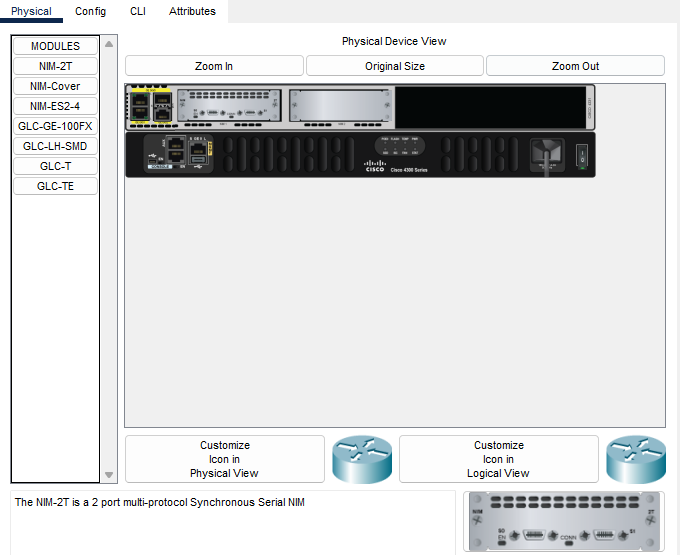 Physical Config CLI Attributes
MODULES
NIM-2T
NIM-Cover
NIM-ES2-4
GLC-GE-100FX
GLC-LH-SMD
GLC-T
GLC-TE
Physical Device View
Zoom In Original Size Zoom Out
CISCO Cisco 4300 Series
Customize
Icon in
Physical View
Customize
Icon in
Logical View
The NIM-2T is a 2 port multi-protocol Synchronous Serial NIM
NIM 2T
S0 S1
EN CONN